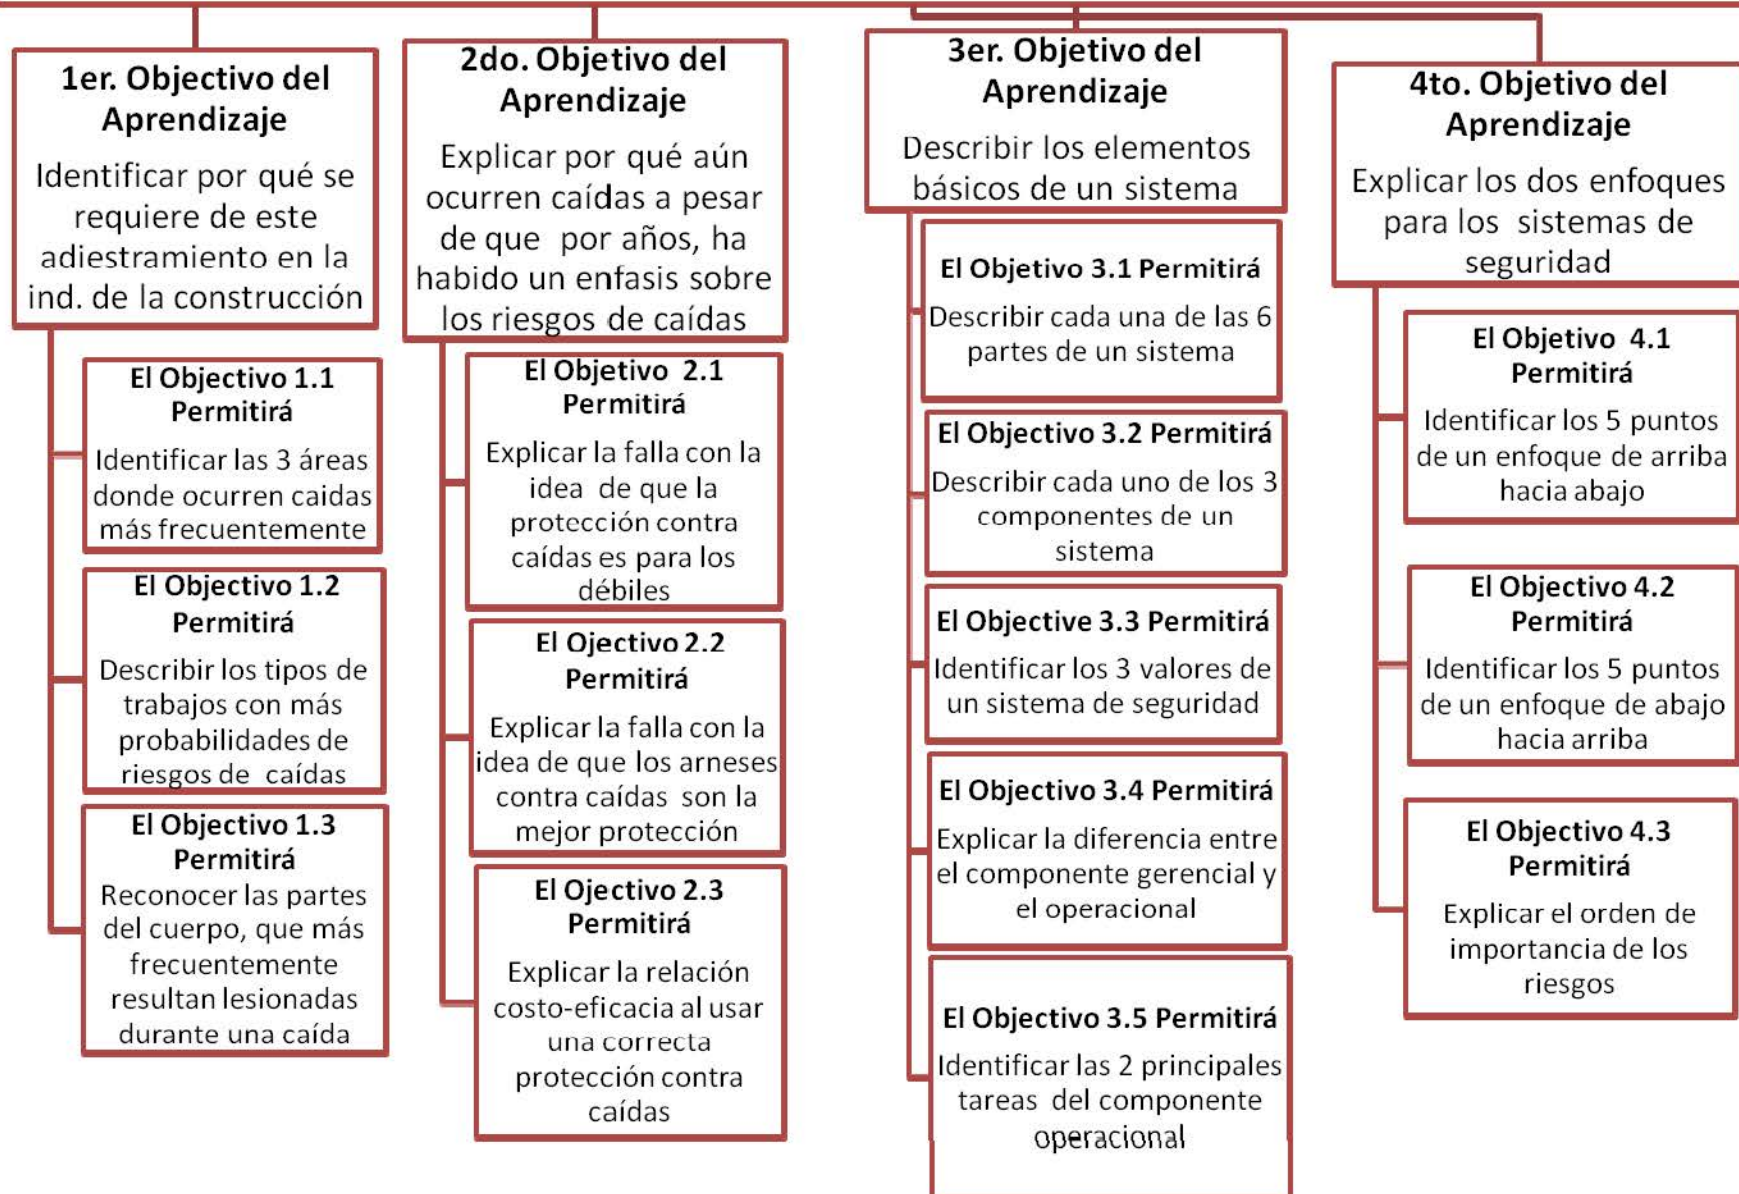 1er. Objectivo del
Aprendizaje
Identificar por qué se
requiere de este
adiestramiento en la
ind. de la construcción
El Objectivo 1.1
Permitirá
Identificar las 3 áreas
donde ocurren caidas
más frecuentemente
El Objectivo 1.2
Permitirá
Describir los tipos de
trabajos con más
probabilidades de
riesgos de caídas
El Objectivo 1.3
Permitirá
Reconocer las partes
del cuerpo, que más
frecuentemente
resultan lesionadas
durante una caída
2do. Objetivo del
Aprendizaje
Explicar por qué aún
ocurren caídas a pesar
de que por años, ha
habido un enfasis sobre
los riesgos de caídas
El Objetivo 2.1
Permitirá
Explicar la falla con la
idea de que la
protección contra
caídas es para los
débiles
El Ojectivo 2.2
Permitirá
Explicar la falla con la
idea de que los arneses
contra caídas son la
mejor protección
El Ojectivo 2.3
Permitirá
Explicar la relación
costo-eficacia al usar
una correcta
protección contra
caídas
3er. Objetivo del
Aprendizaje
Describir los elementos
básicos de un sistema
El Objetivo 3.1 Permitirá
Describir cada una de las 6
partes de un sistema
El Objectivo 3.2 Permitirá
Describir cada uno de los 3
componentes de un
sistema
El Objective 3.3 Permitirá
Identificar los 3 valores de
un sistema de seguridad
El Objectivo 3.4 Permitirá
Explicar la diferencia entre
el componente gerencial y
el operacional
El Objectivo 3.5 Permitirá
Identificar las 2 principales
tareas del componente
operacional
4to. Objetivo del
Aprendizaje
Explicar los dos enfoques
para los sistemas de
seguridad
El Objetivo 4.1
Permitirá
Identificar los 5 puntos
de un enfoque de arriba
hacia abajo
El Objectivo 4.2
Permitirá
Identificar los 5 puntos
de un enfoque de abajo
hacia arriba
El Objectivo 4.3
Permitirá
Explicar el orden de
importancia de los
riesgos